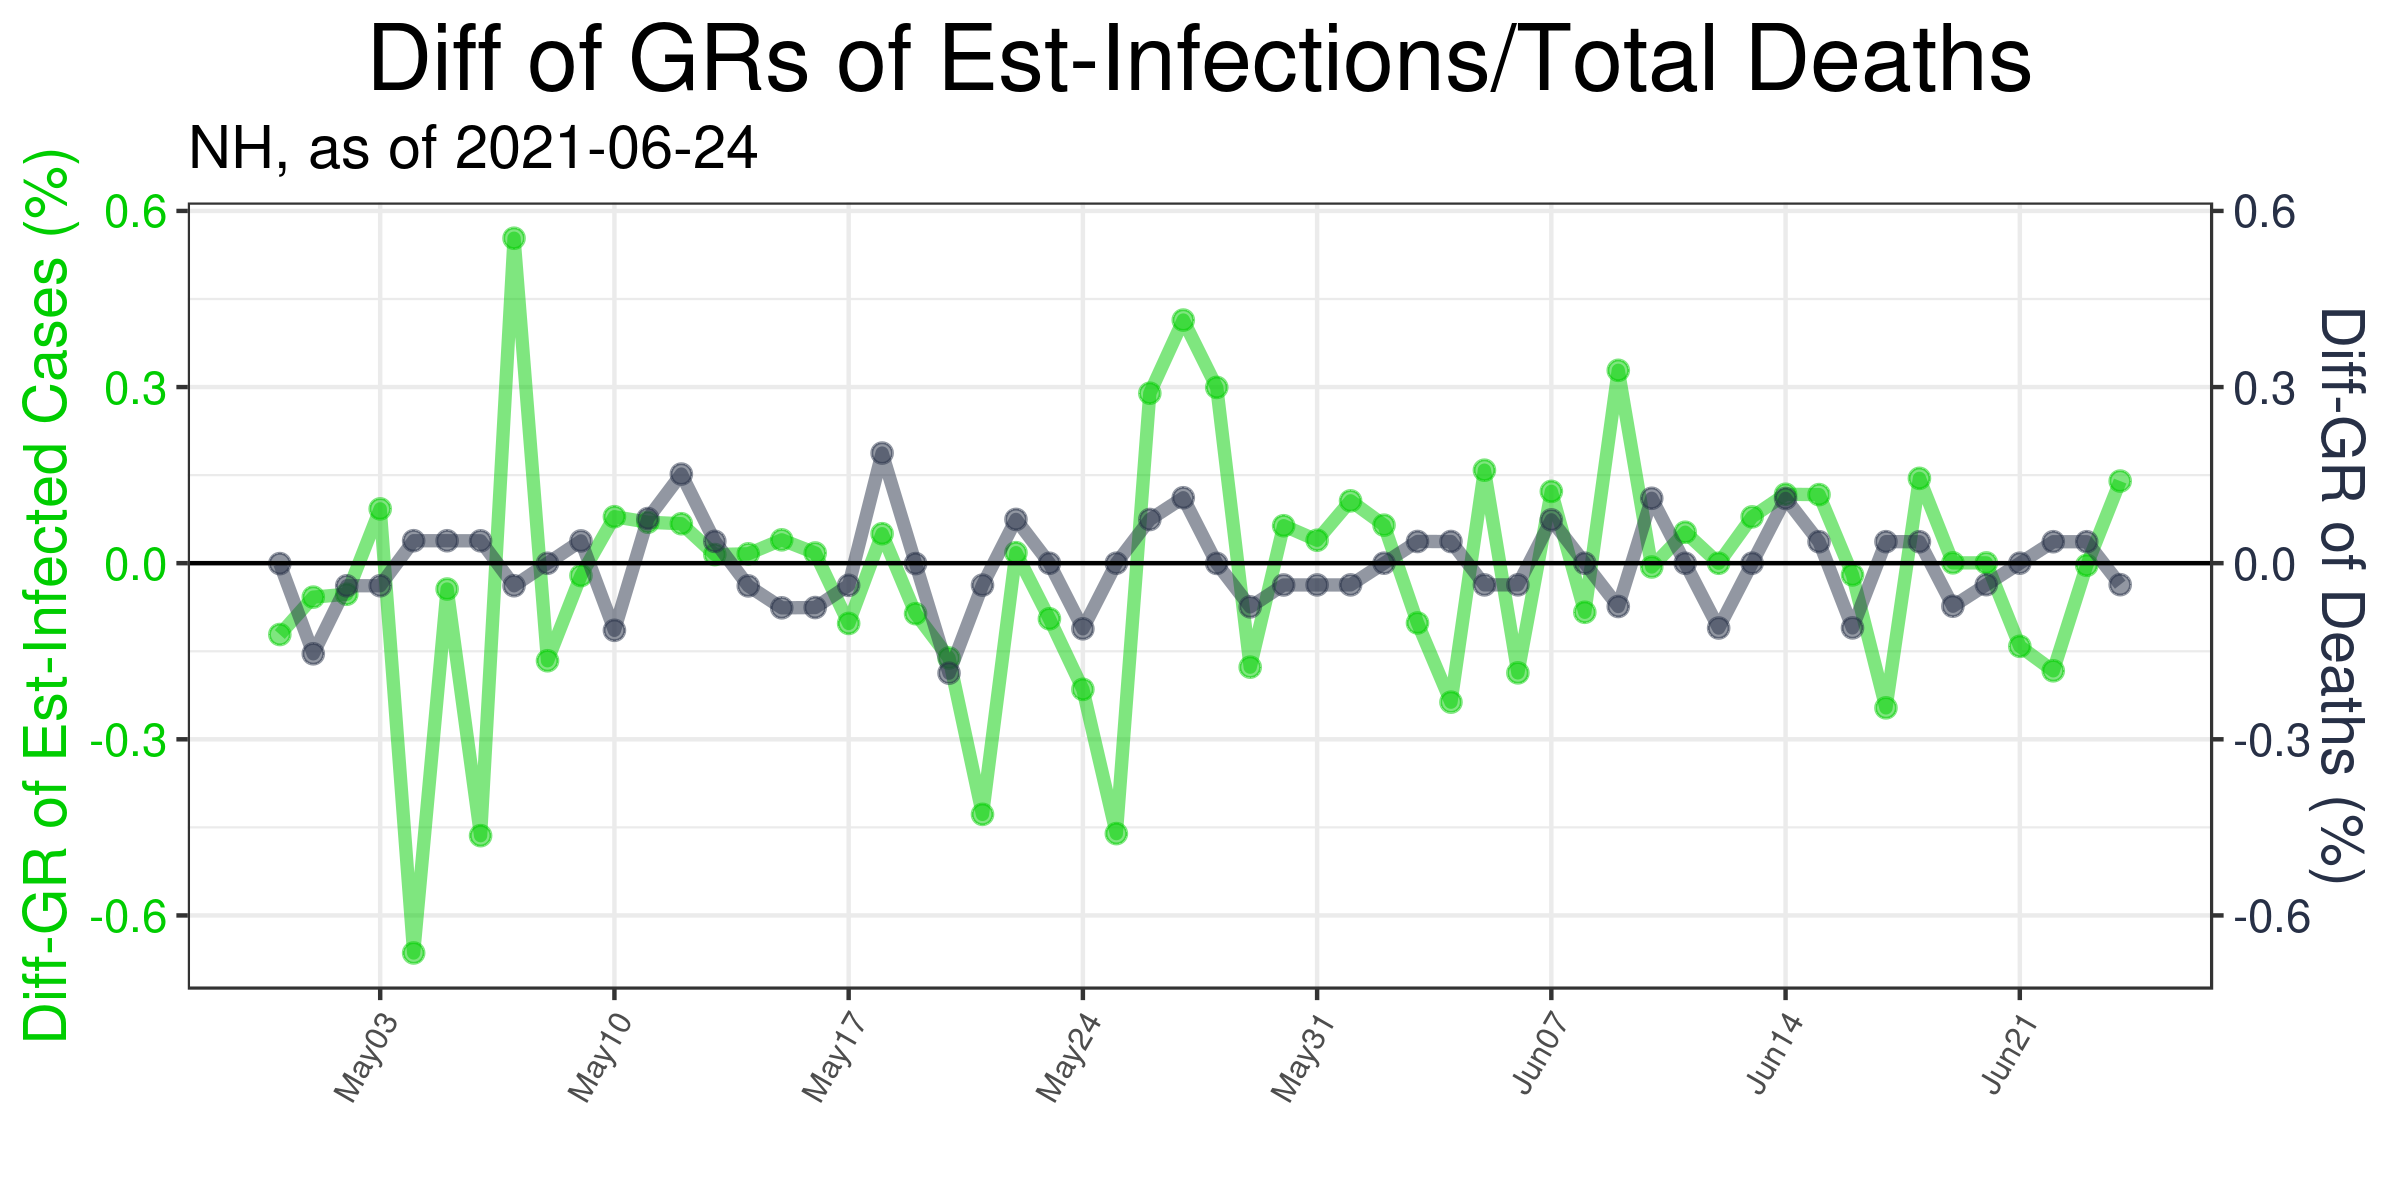 Diff of GRs of Est-Infections/Total Deaths
NH, as of 2021-06-24
Diff-GR of Est-Infected Cases (%)
0.6
0.3
0.0
-0.3
-0.6
0.6
0.3
0.0
-0.3
-0.6
Diff-GR of Deaths (%)
May03
May10
May17
May24
May31
Jun07
Jun14
Jun21